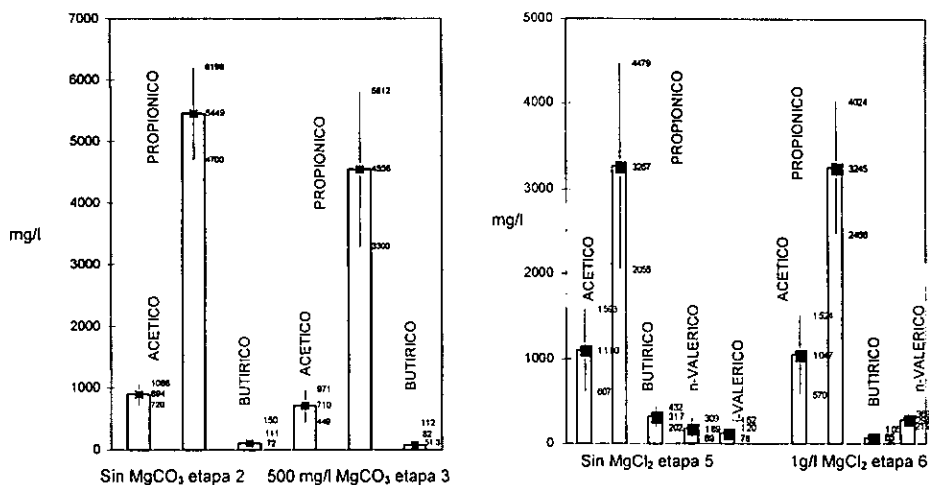 7000
6000
5000
4000
3000
2000
1000
0
mg/l
ACETICO
PROPIONICO
BUTIRICO
ACETICO
PROPIONICO
BUTIRICO
6198
5449
4700
720
150
111
72
971
710
449
5812
4556
3300
112
82
Sin MgCO₃ etapa 2
500 mg/l MgCO₃ etapa 3
5000
4000
3000
2000
1000
0
mg/l
ACETICO
PROPIONICO
BUTIRICO
n-VALERICO
i-VALERICO
ACETICO
PROPIONICO
BUTIRICO
n-VALERICO
607
4479
3267
2055
432
317
202
309
189
69
1524
1047
570
4024
3245
2466
Sin MgCl₂ etapa 5
1g/l MgCl₂ etapa 6